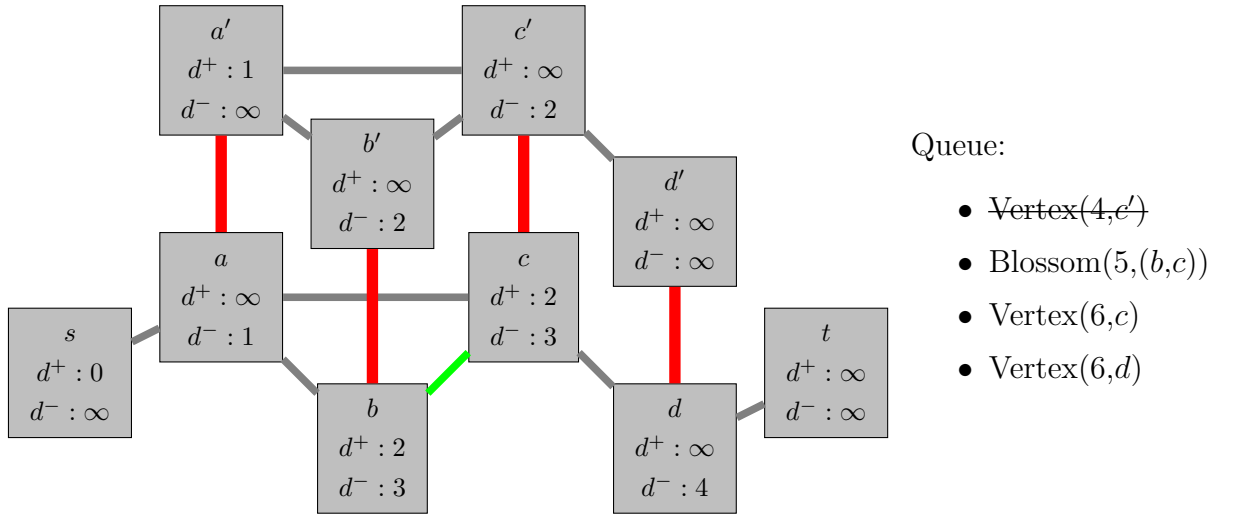 a′
d⁺ : 1
d⁻ : ∞
c′
d⁺ : ∞
d⁻ : 2
b′
d⁺ : ∞
d⁻ : 2
d′
d⁺ : ∞
d⁻ : ∞
a
d⁺ : ∞
d⁻ : 1
c
d⁺ : 2
d⁻ : 3
s
d⁺ : 0
d⁻ : ∞
b
d⁺ : 2
d⁻ : 3
d
d⁺ : ∞
d⁻ : 4
t
d⁺ : ∞
d⁻ : ∞
Queue:
• Vertex(4,c′)
• Blossom(5,(b,c))
• Vertex(6,c)
• Vertex(6,d)